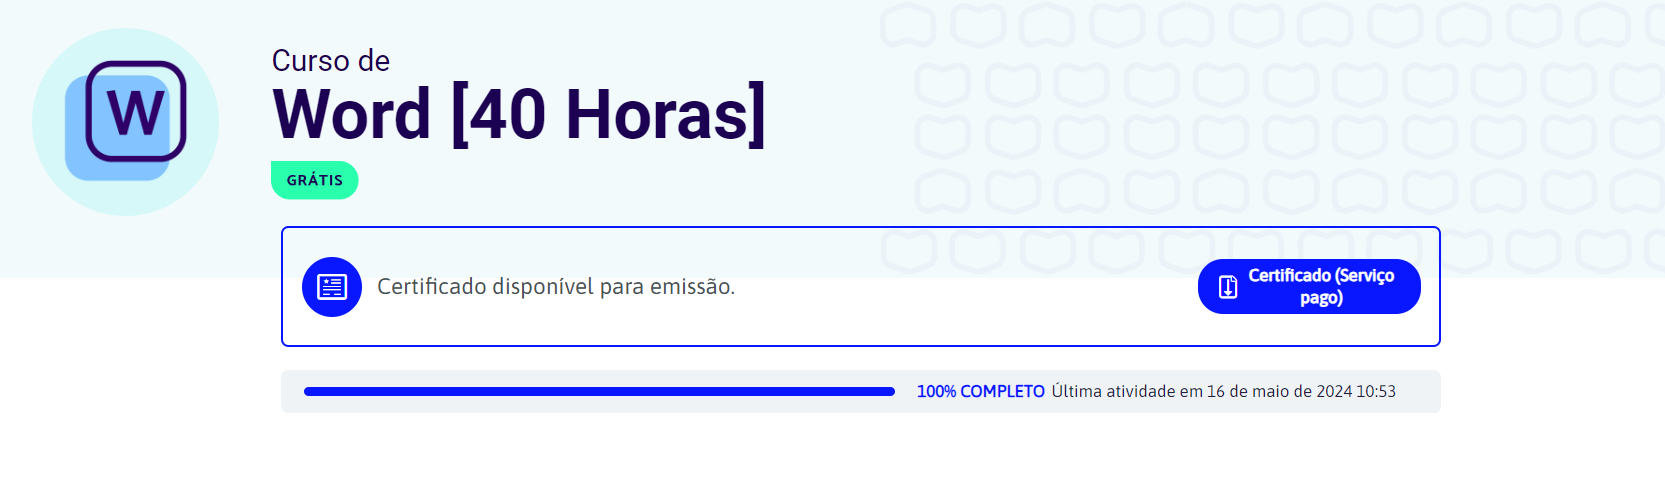 W
Curso de
Word [40 Horas]
GRÁTIS
Certificado disponível para emissão.
Certificado (Serviço
pago)
100% COMPLETO Última atividade em 16 de maio de 2024 10:53